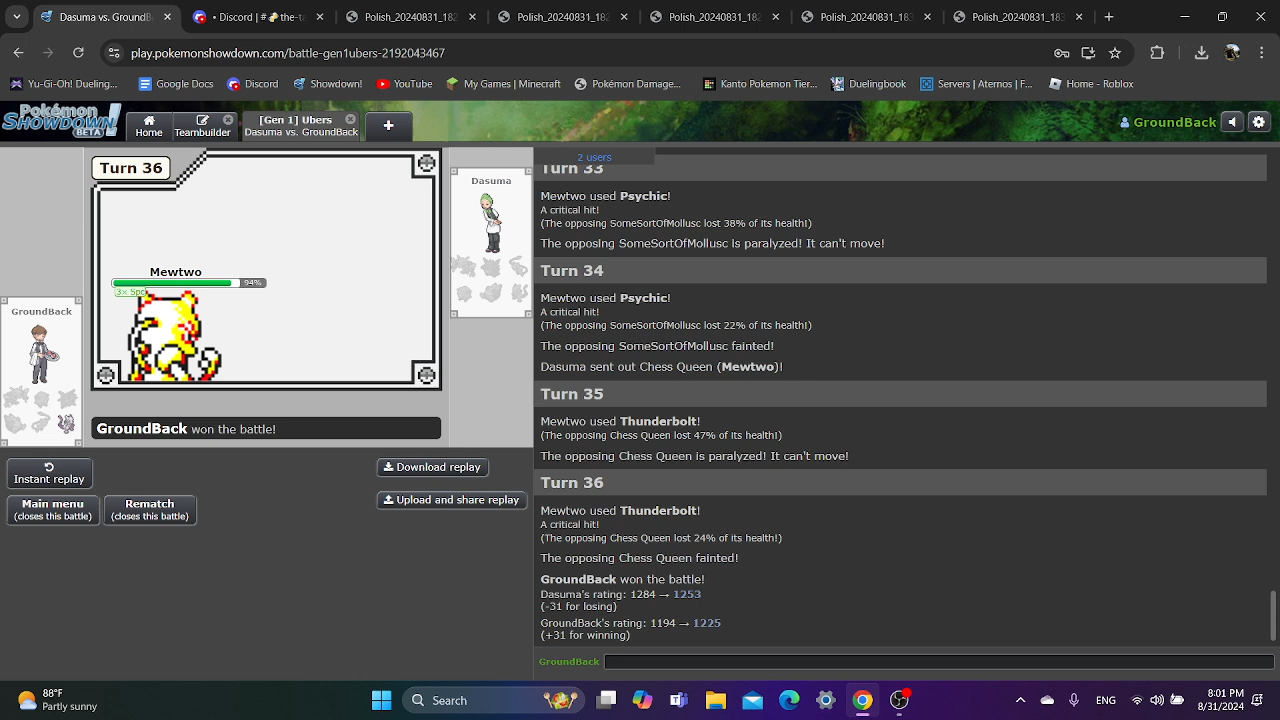 Dasuma vs. GroundBack
Discord | #🏓the-ta
Polish_20240831_182
Polish_20240831_182
Polish_20240831_182
Polish_20240831_183
Polish_20240831_183
play.pokemonshowdown.com/battle-gen1ubers-2192043467
Yu-Gi-Oh! Dueling...
Google Docs
Discord
Showdown!
YouTube
My Games | Minecraft
Pokémon Damage...
Kanto Pokemon Tier...
Duelingbook
Servers | Aternos | F...
Home - Roblox
Pokémon
Showdown!
BETA
Home
Teambuilder
[Gen 1] Ubers
Dasuma vs. GroundBack
GroundBack
Turn 36
Mewtwo
94%
3× Spc
Dasuma
GroundBack
GroundBack won the battle!
Instant replay
Download replay
Main menu
(closes this battle)
Rematch
(closes this battle)
Upload and share replay
2 users
Turn 33
Mewtwo used Psychic!
A critical hit!
(The opposing SomeSortOfMollusc lost 38% of its health!)
The opposing SomeSortOfMollusc is paralyzed! It can't move!
Turn 34
Mewtwo used Psychic!
A critical hit!
(The opposing SomeSortOfMollusc lost 22% of its health!)
The opposing SomeSortOfMollusc fainted!
Dasuma sent out Chess Queen (Mewtwo)!
Turn 35
Mewtwo used Thunderbolt!
(The opposing Chess Queen lost 47% of its health!)
The opposing Chess Queen is paralyzed! It can't move!
Turn 36
Mewtwo used Thunderbolt!
A critical hit!
(The opposing Chess Queen lost 24% of its health!)
The opposing Chess Queen fainted!
GroundBack won the battle!
Dasuma's rating: 1284 → 1253
(-31 for losing)
GroundBack's rating: 1194 → 1225
(+31 for winning)
GroundBack
88°F
Partly sunny
Search
ENG
8:01 PM
8/31/2024